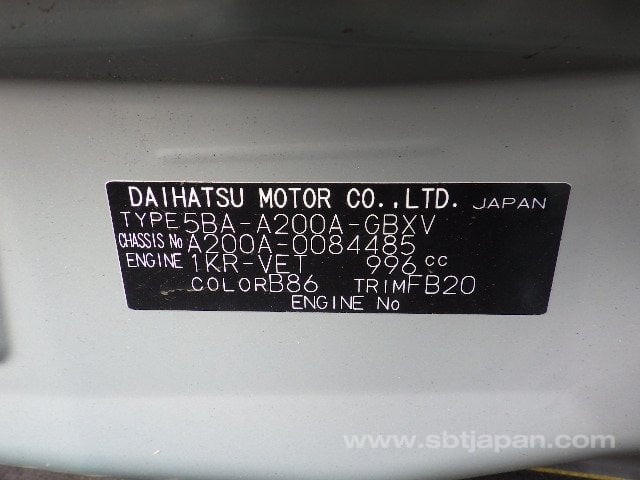 DAIHATSU MOTOR CO.,LTD. JAPAN
TYPE 5BA-A200A-GBXV
CHASSIS No A200A-0084485
ENGINE 1KR-VET 996 cc
COLOR B86 TRIM FB20
ENGINE No
www.sbtjapan.com